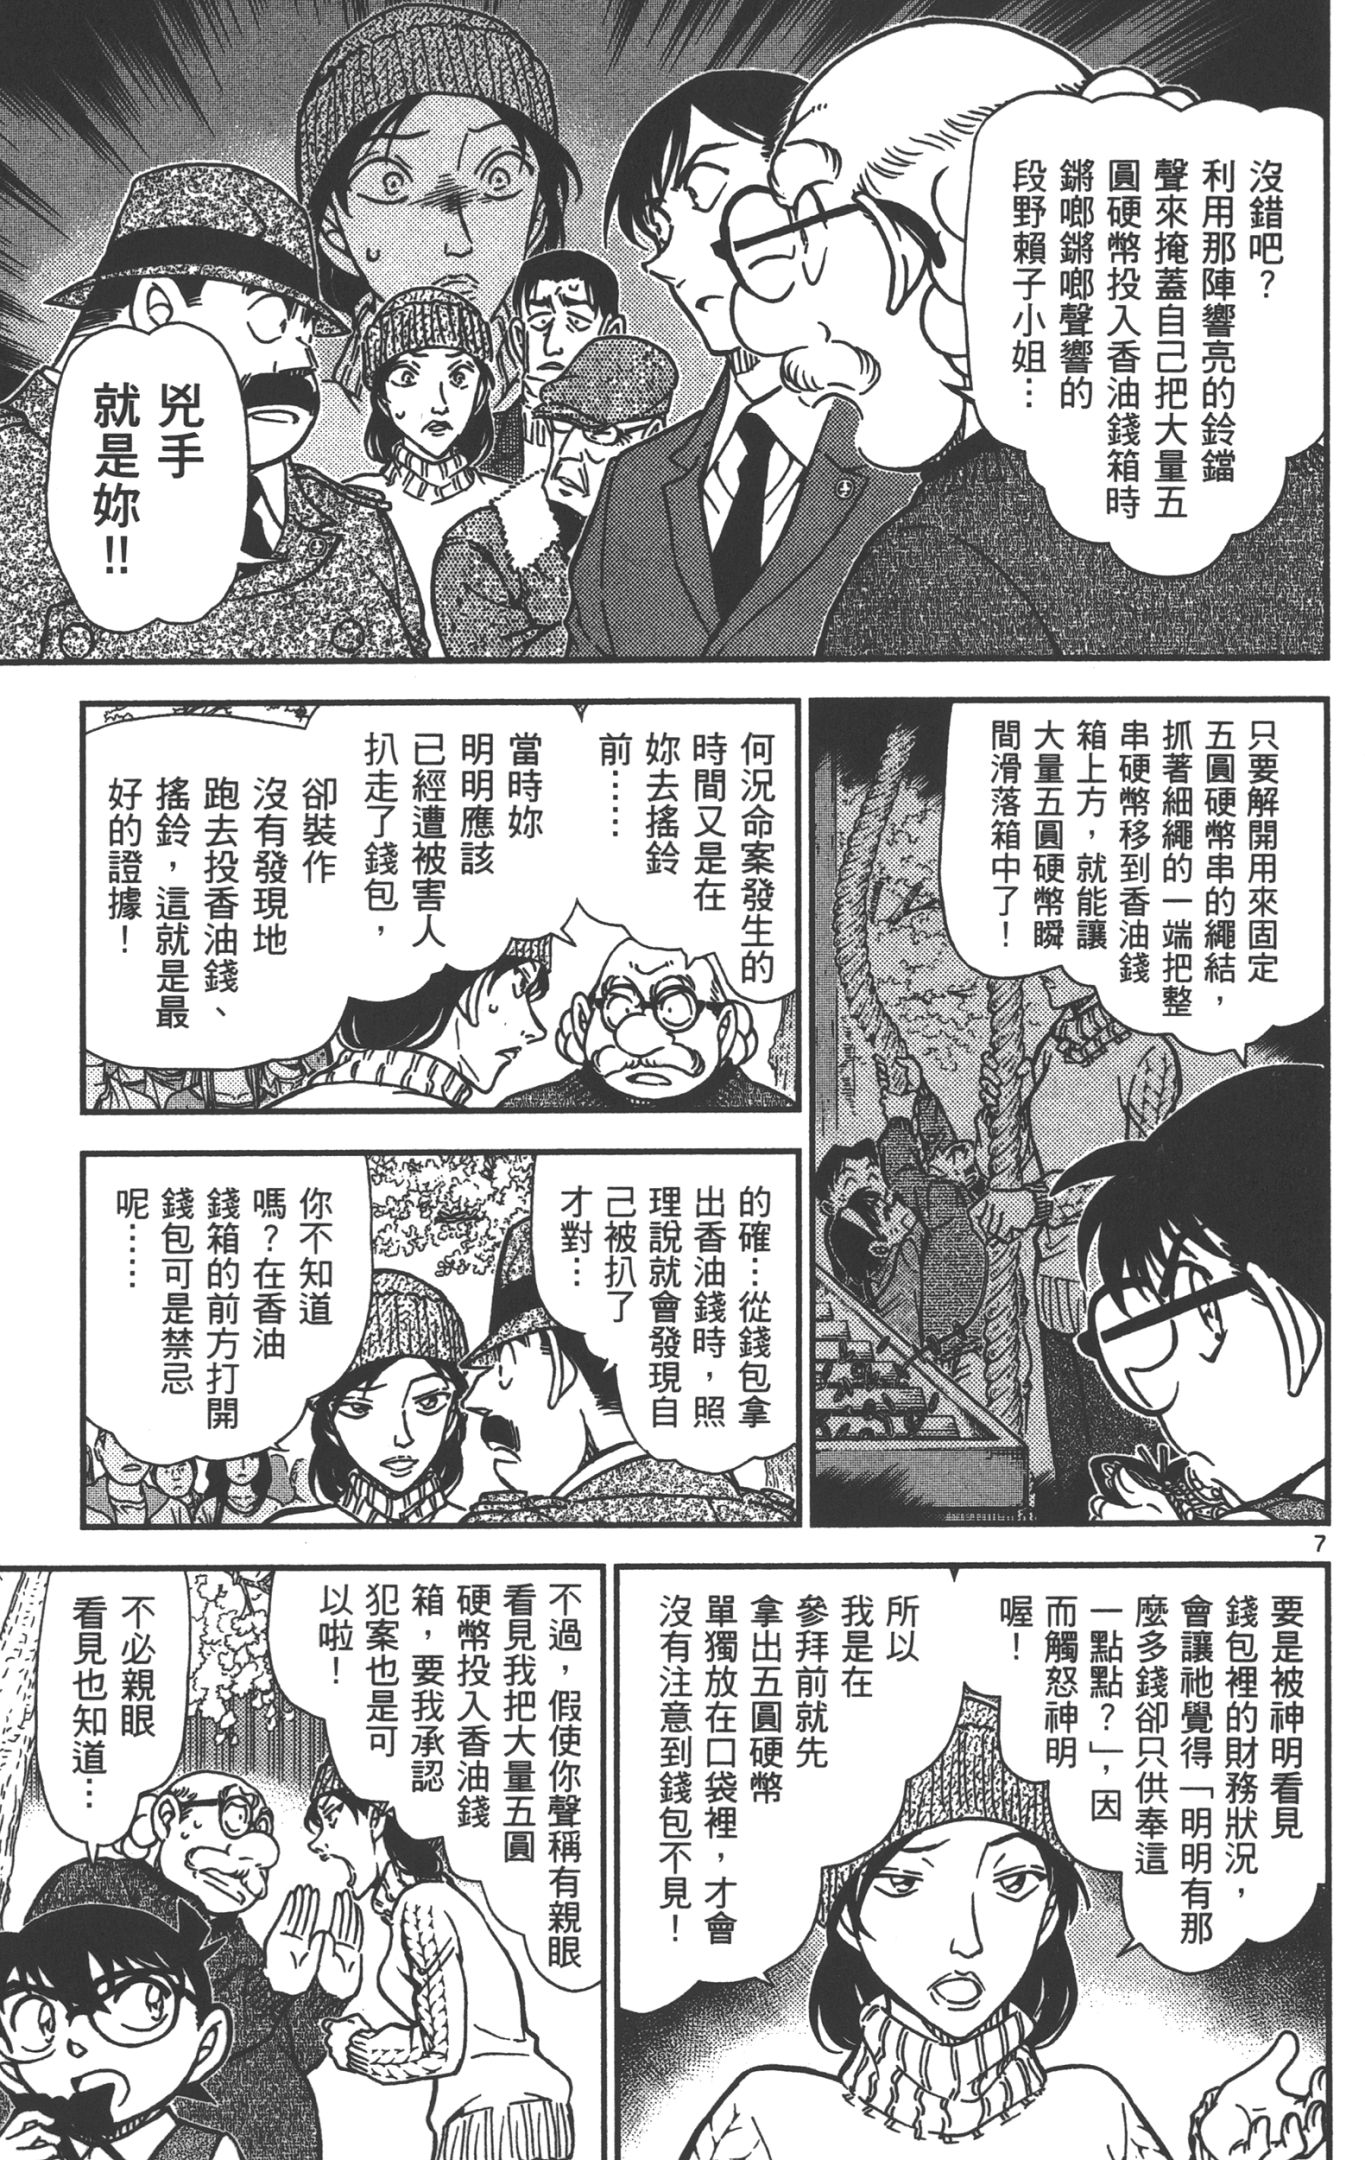 沒錯吧？
利用那陣響亮的鈴鐺
聲來掩蓋自己把大量五
圓硬幣投入香油錢箱時
鏘啷鏘啷聲響的
段野賴子小姐…
兇手
就是妳!!
只要解開用來固定
五圓硬幣串的繩結，
抓著細繩的一端把整
串硬幣移到香油錢
箱上方，就能讓
大量五圓硬幣瞬
間滑落箱中了！
何況命案發生的
時間又是在
妳去搖鈴
前……
當時妳
明明應該
已經遭被害人
扒走了錢包，
卻裝作
沒有發現地
跑去投香油錢、
搖鈴，這就是最
好的證據！
的確…從錢包拿
出香油錢時，照
理說就會發現自
己被扒了
才對…
你不知道
嗎？在香油
錢箱的前方打開
錢包可是禁忌
呢……
7
要是被神明看見
錢包裡的財務狀況，
會讓祂覺得「明明有那
麼多錢卻只供奉這
一點點？」，因
而觸怒神明
喔！
所以
我是在
參拜前就先
拿出五圓硬幣
單獨放在口袋裡，才會
沒有注意到錢包不見！
不過，假使你聲稱有親眼
看見我把大量五圓
硬幣投入香油錢
箱，要我承認
犯案也是可
以啦！
不必親眼
看見也知道…